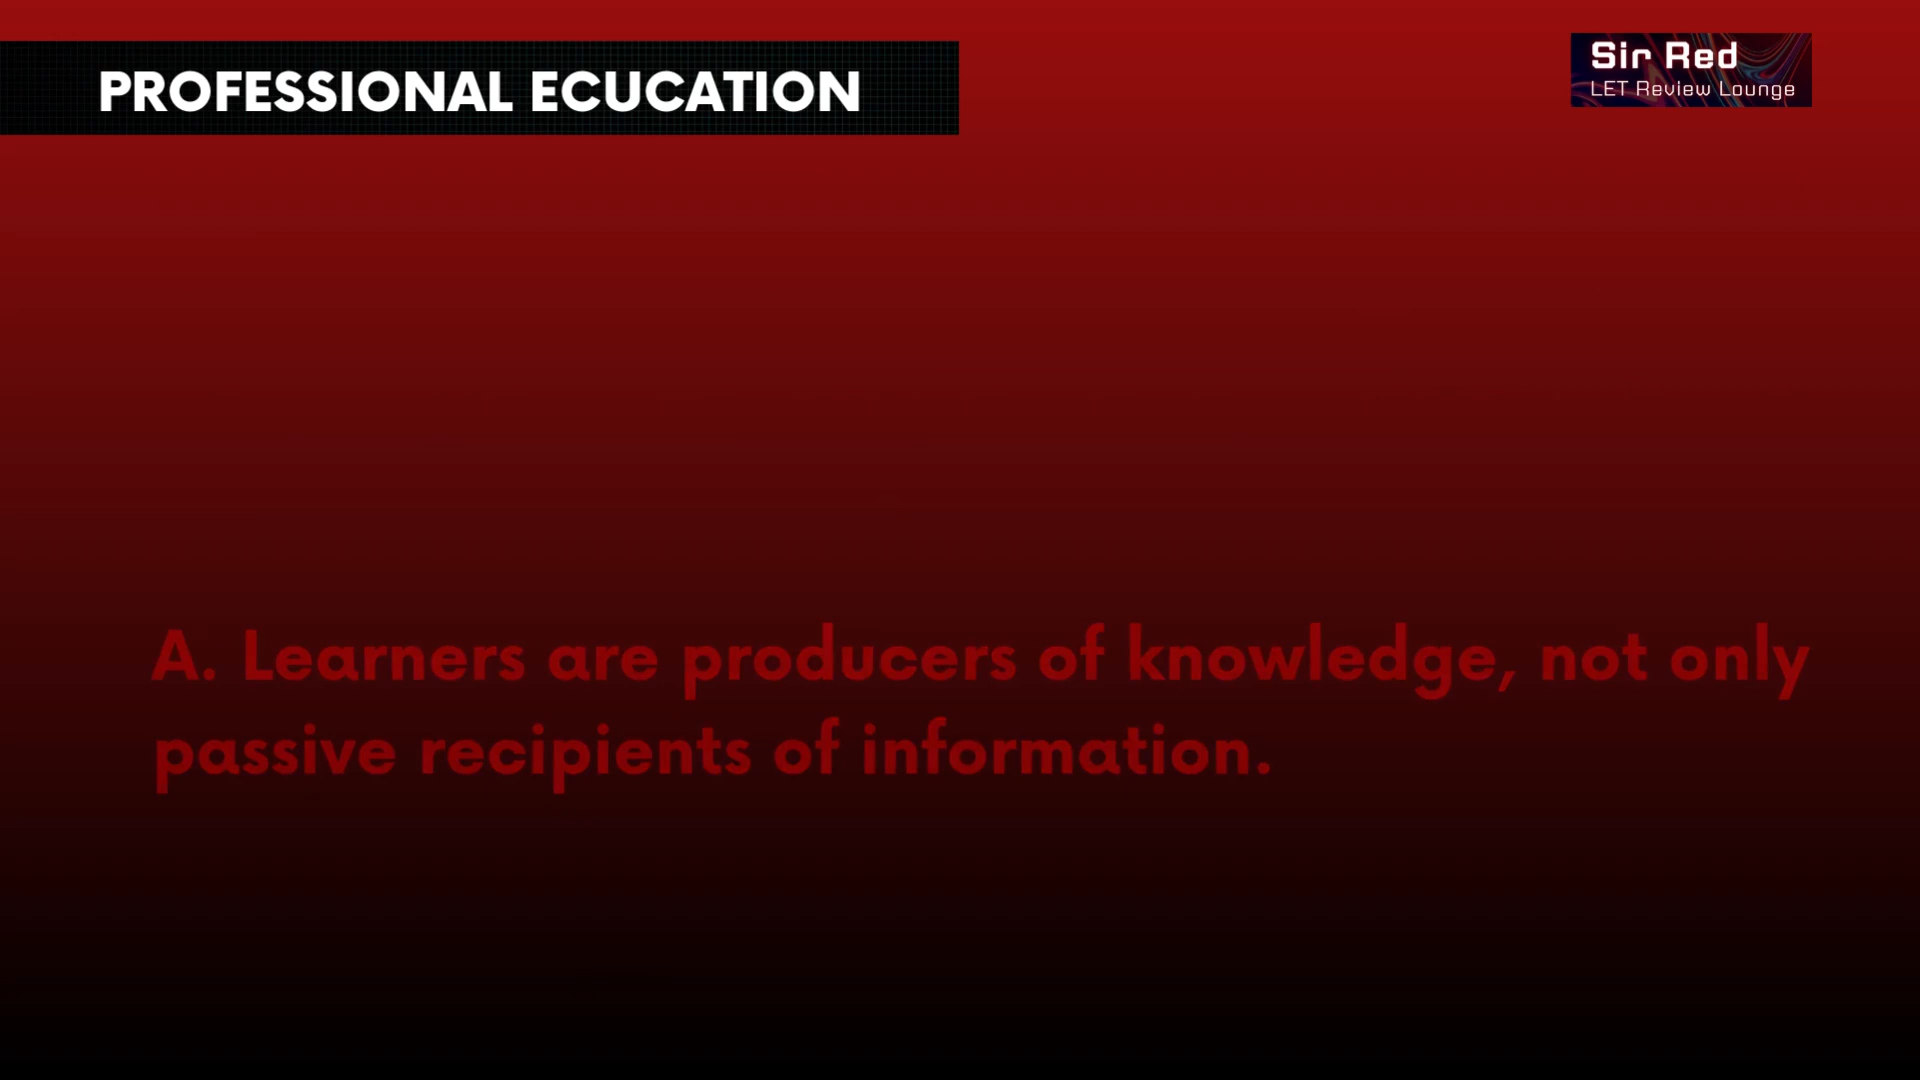 PROFESSIONAL ECUCATION
Sir Red
LET Review Lounge
A. Learners are producers of knowledge, not only
passive recipients of information.